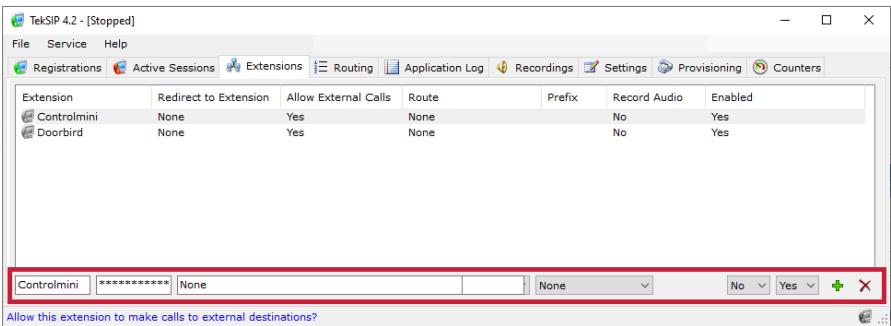 TekSIP 4.2 - [Stopped]
File Service Help
Registrations Active Sessions Extensions Routing Application Log Recordings Settings Provisioning Counters
Extension Redirect to Extension Allow External Calls Route Prefix Record Audio Enabled
Controlmini None Yes None No Yes
Doorbird None Yes None No Yes
Controlmini *********** None None No Yes
Allow this extension to make calls to external destinations?